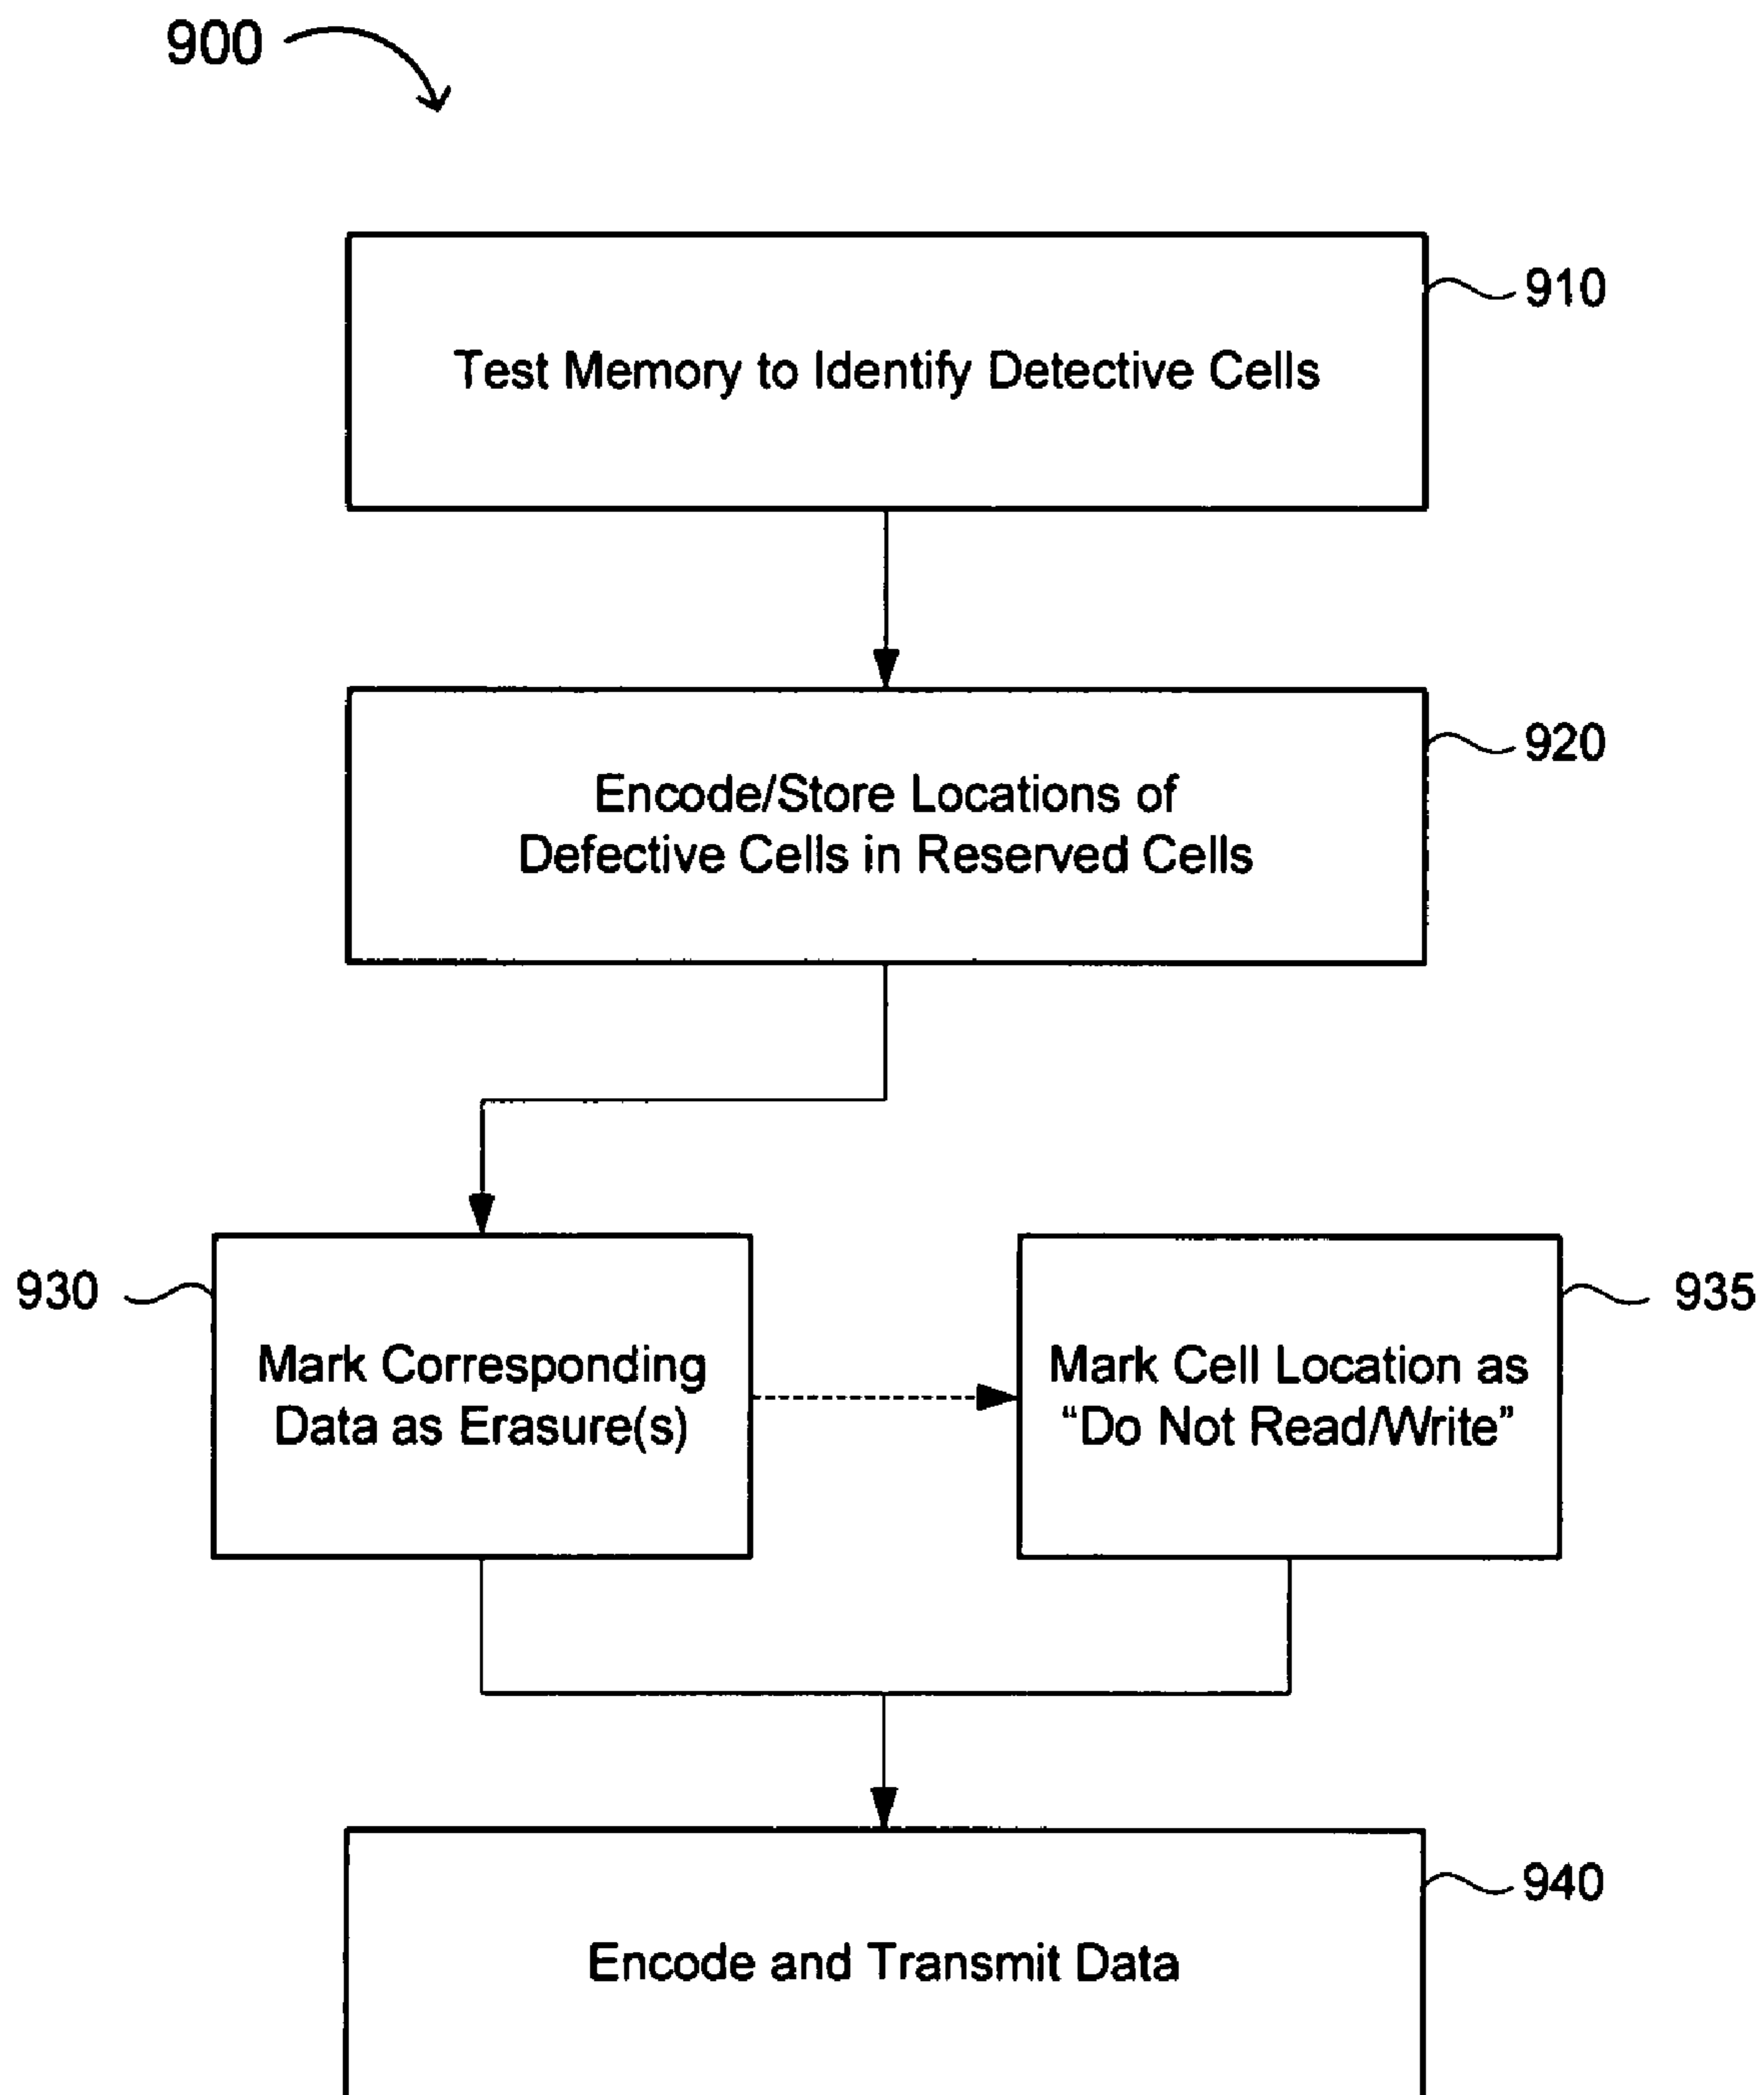 900
910
Test Memory to Identify Detective Cells
920
Encode/Store Locations of
Defective Cells in Reserved Cells
930
935
Mark Corresponding
Data as Erasure(s)
Mark Cell Location as
“Do Not Read/Write”
940
Encode and Transmit Data